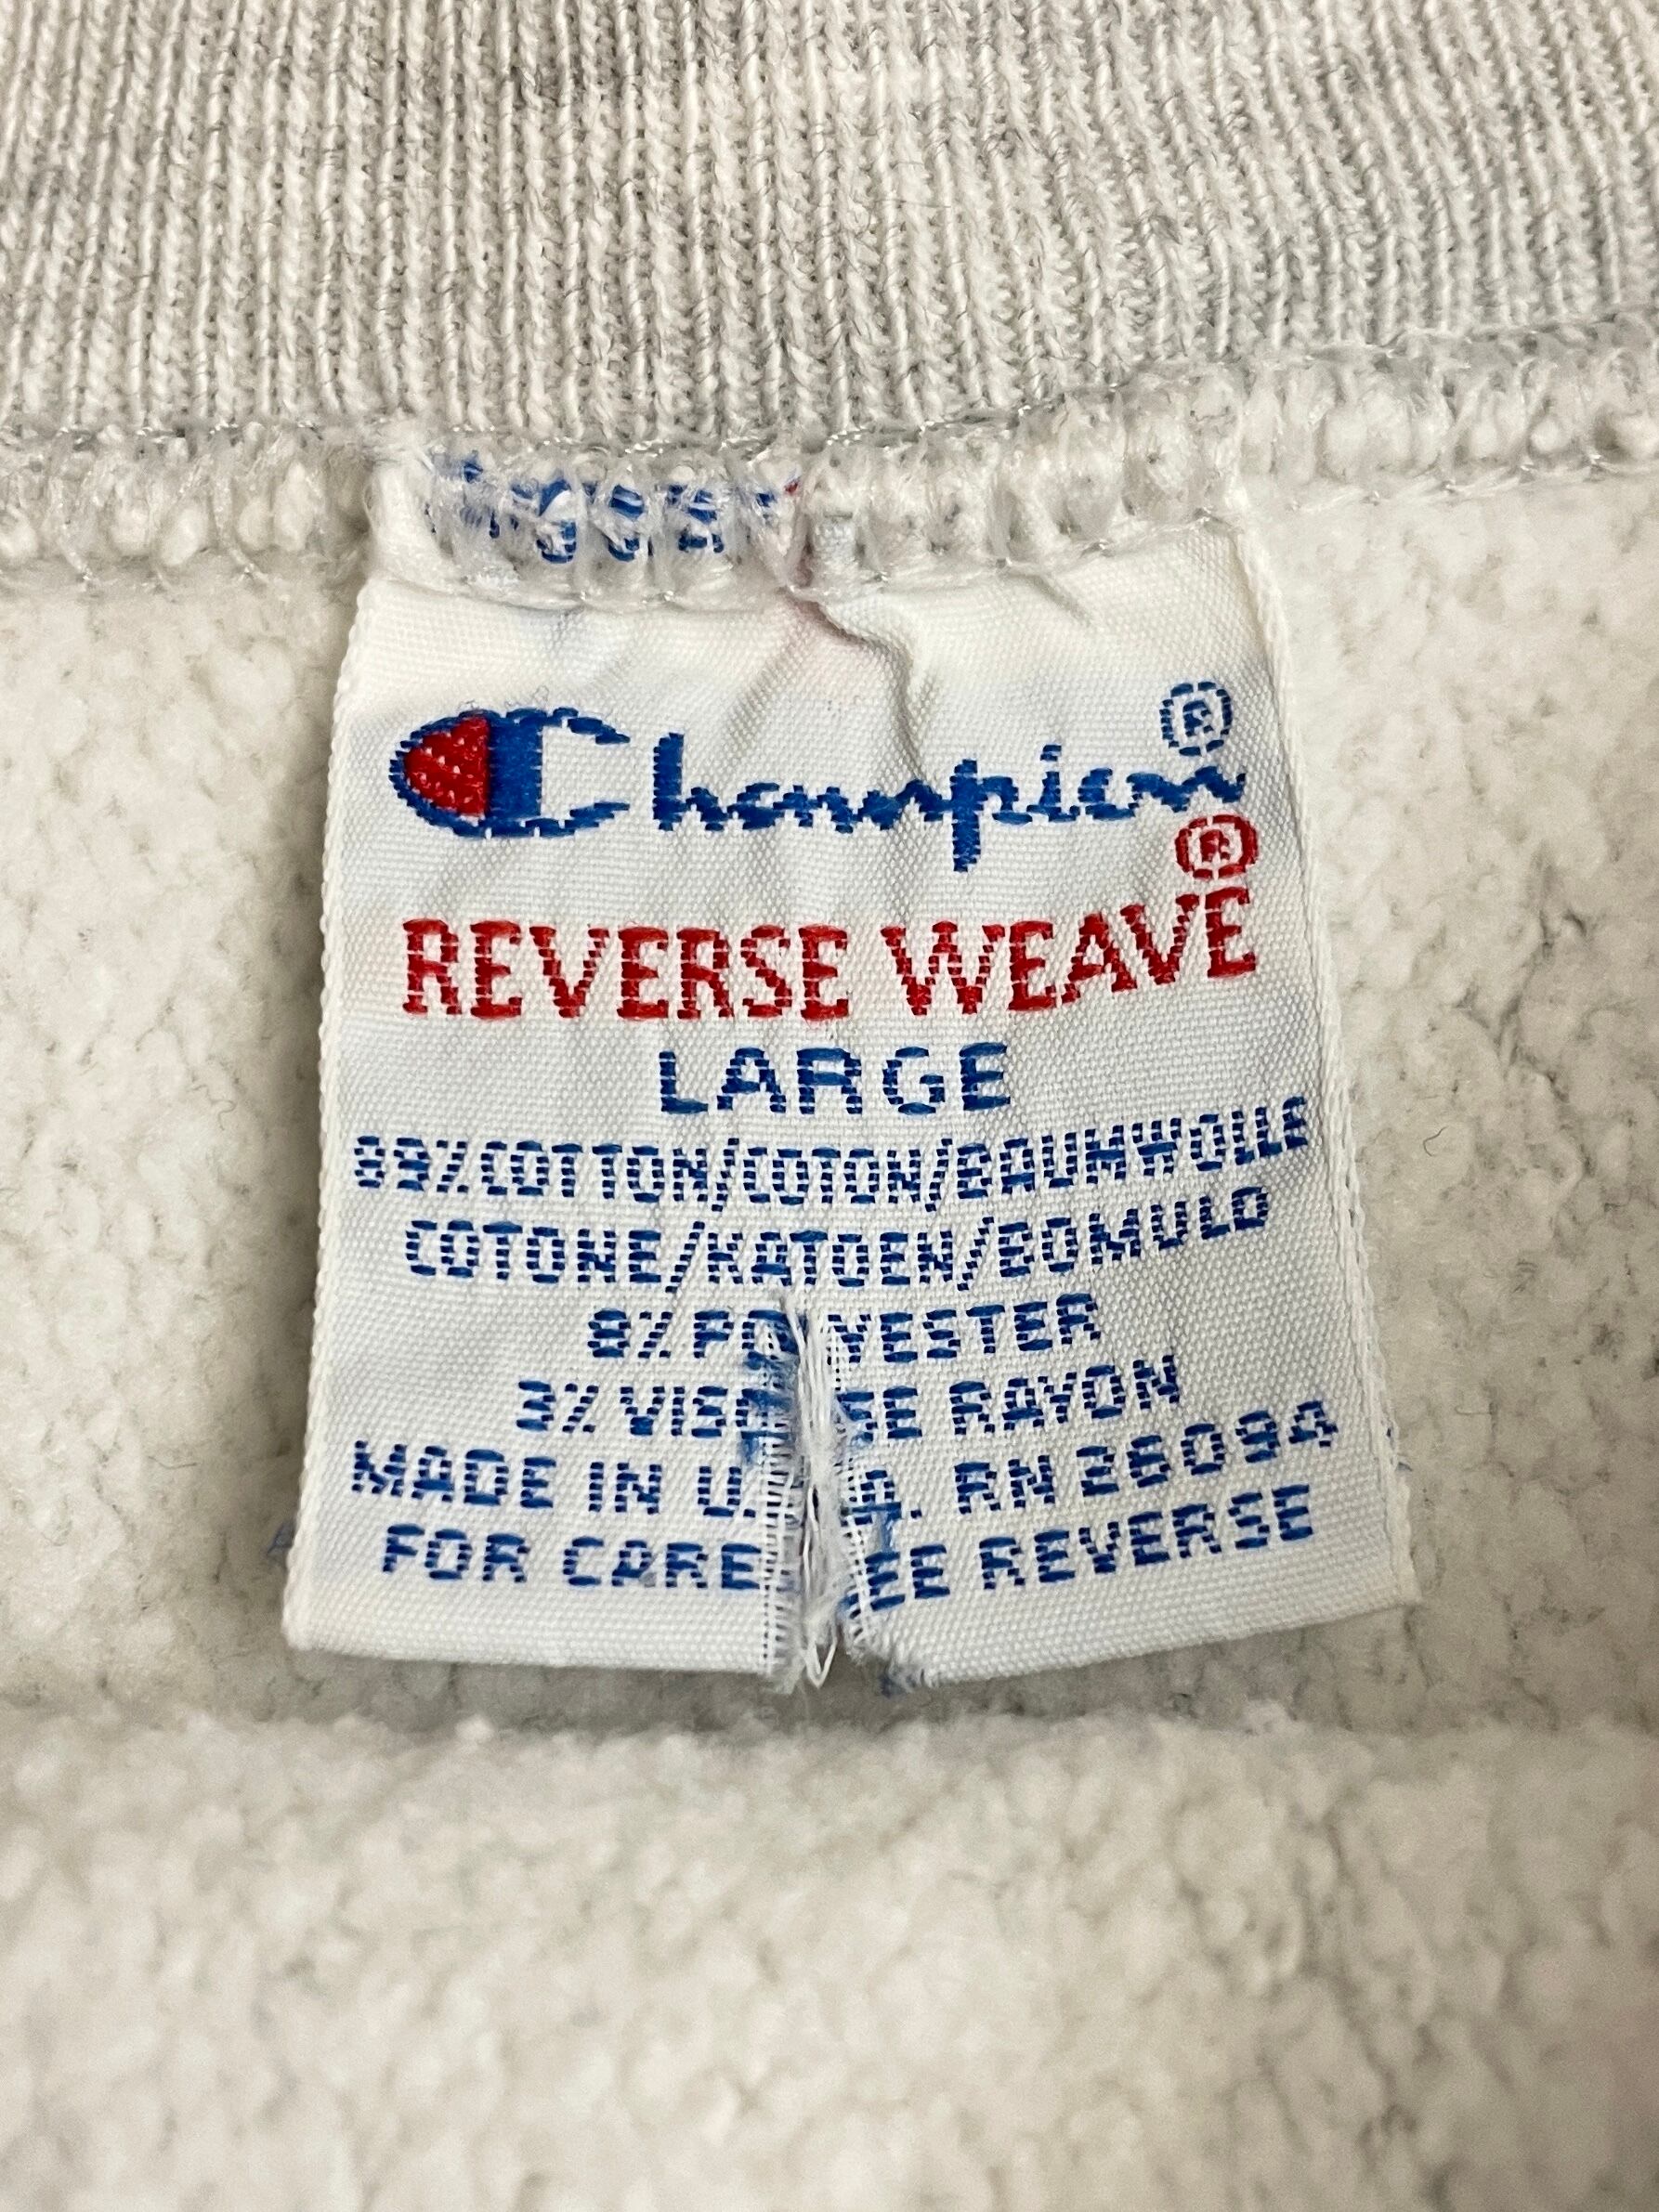 Champion®
REVERSE WEAVE®
LARGE
89% COTTON/COTON/BAUMWOLLE
COTONE/KATOEN/BOMULD
8% POLYESTER
3% VISCOSE RAYON
MADE IN U.S.A. RN 26094
FOR CARE SEE REVERSE